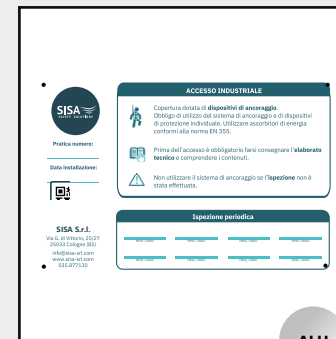 SISA
SAFETY SOLUTIONS
Pratica numero:
Data installazione:
SISA S.r.l.
Via G. di Vittorio, 25/27
25033 Cologne (BS)
info@sisa-srl.com
www.sisa-srl.com
035.877130
ACCESSO INDUSTRIALE
Copertura dotata di dispositivi di ancoraggio.
Obbligo di utilizzo del sistema di ancoraggio e di dispositivi
di protezione individuale. Utilizzare assorbitori di energia
conformi alla norma EN 355.
Prima dell'accesso è obbligatorio farsi consegnare l'elaborato
tecnico e comprendere i contenuti.
Non utilizzare il sistema di ancoraggio se l'ispezione non è
stata effettuata.
Ispezione periodica